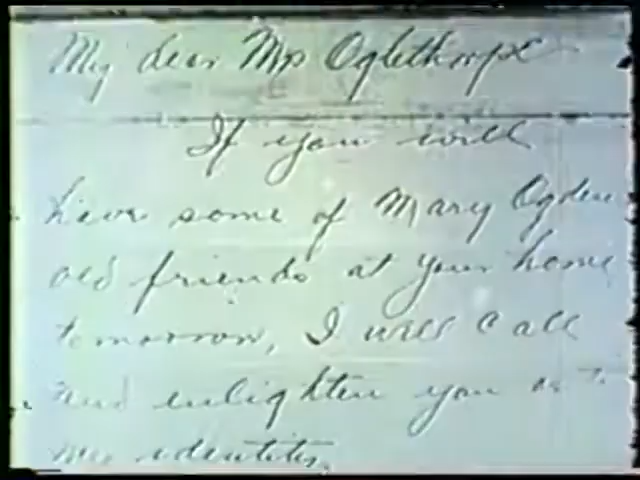 My dear Mrs Oglethorpe
If you will
have some of Mary Ogden
old friends at your home
tomorrow, I will call
and enlighten you as to
my identity.